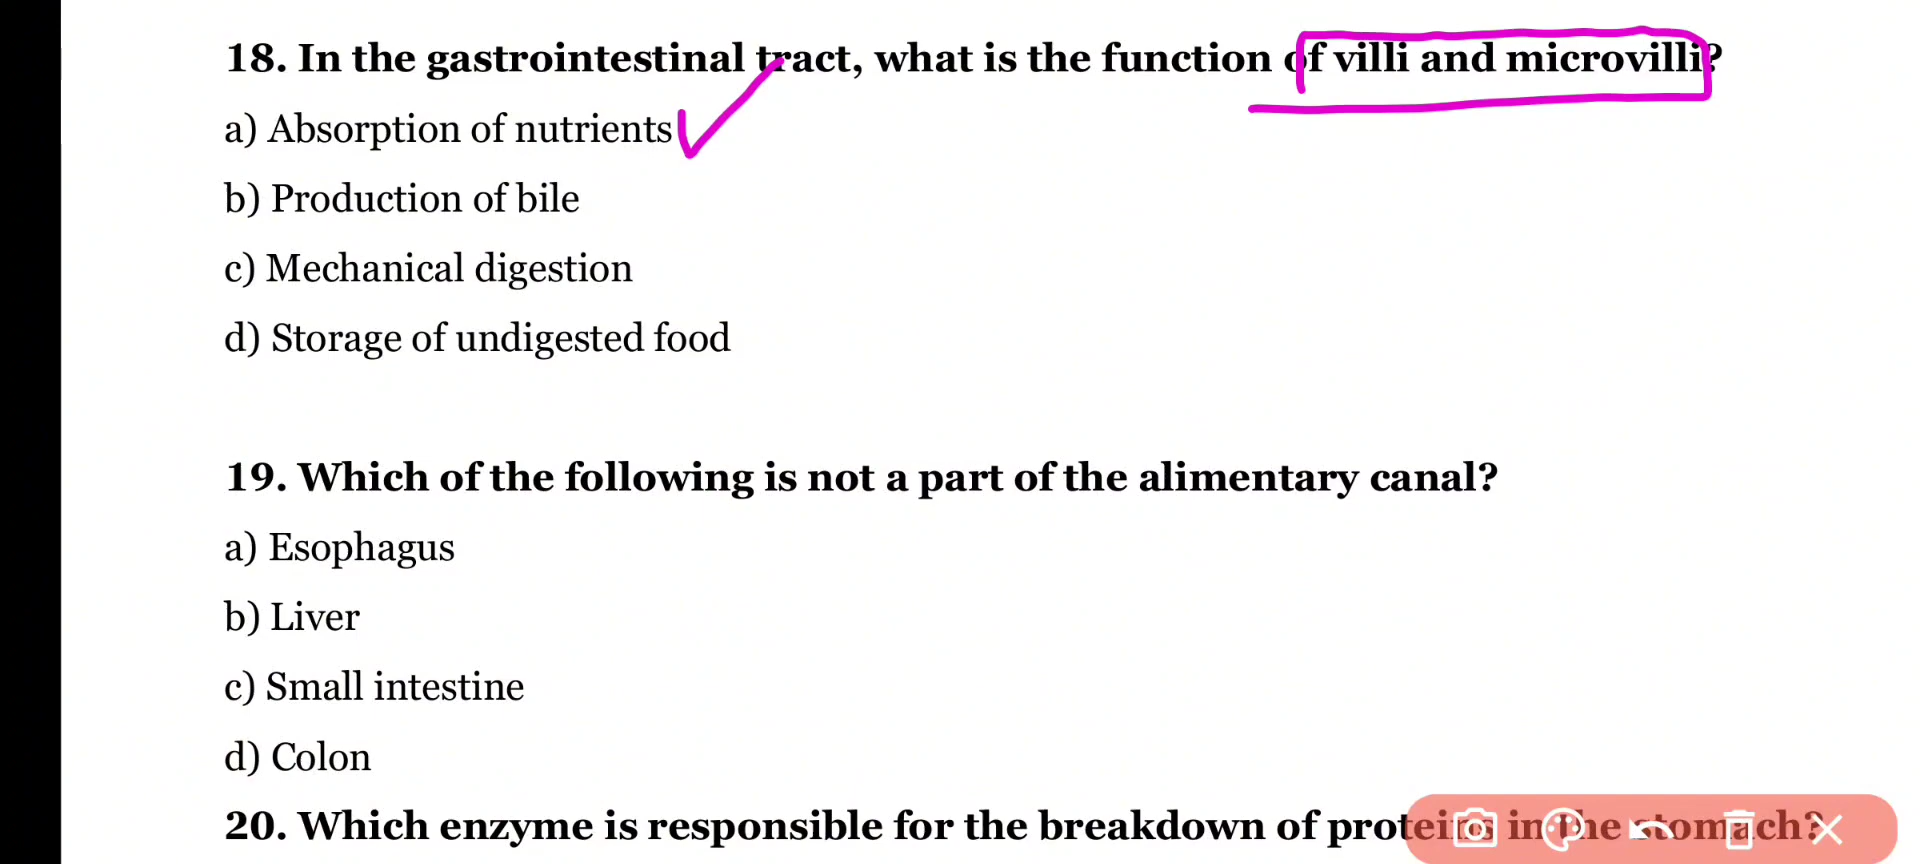 18. In the gastrointestinal tract, what is the function of villi and microvilli?
a) Absorption of nutrients
b) Production of bile
c) Mechanical digestion
d) Storage of undigested food
19. Which of the following is not a part of the alimentary canal?
a) Esophagus
b) Liver
c) Small intestine
d) Colon
20. Which enzyme is responsible for the breakdown of proteins in the stomach?